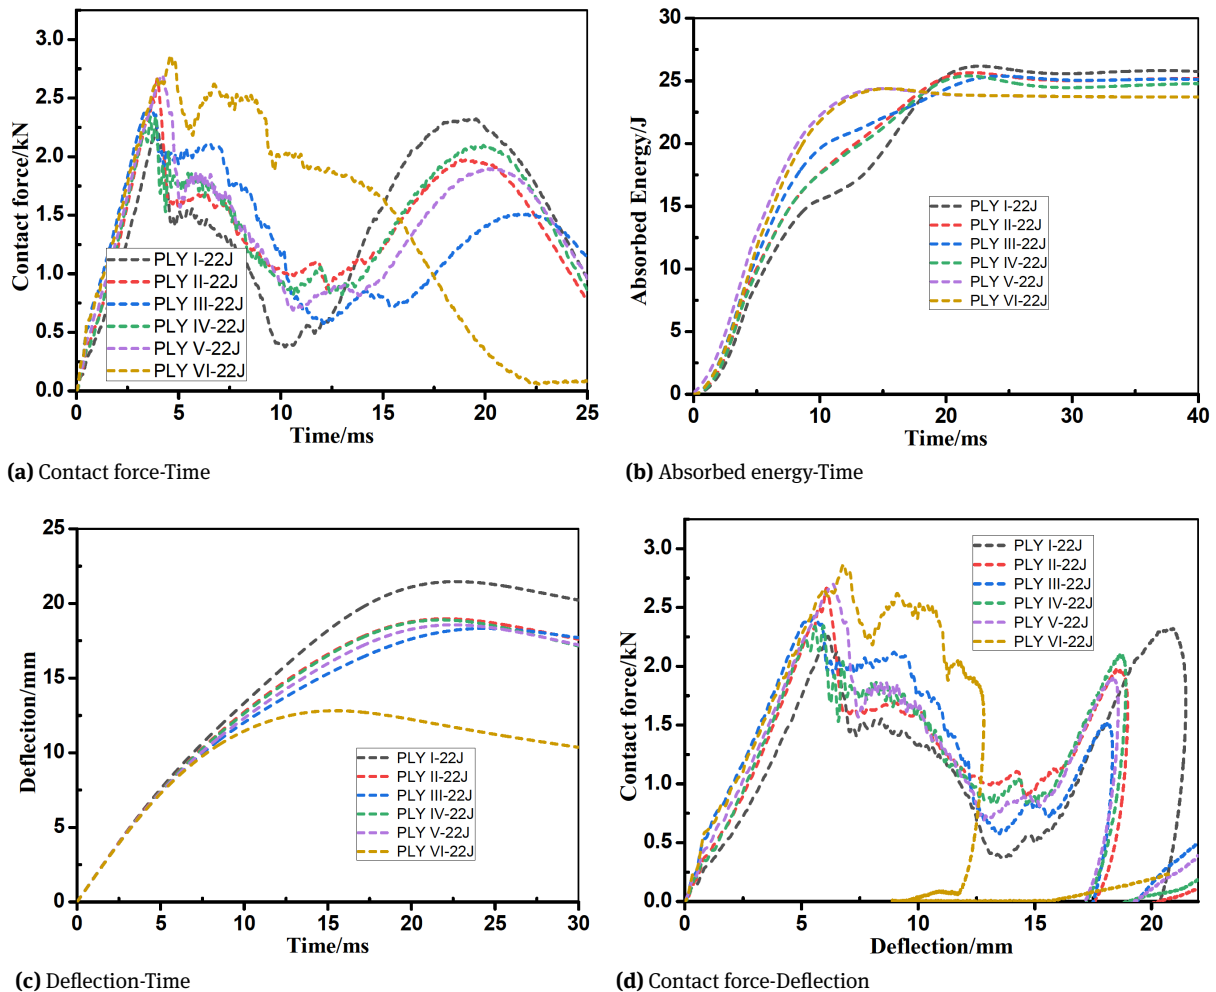 3.0
2.5
2.0
1.5
1.0
0.5
0.0
Contact force/kN
PLY I-22J
PLY II-22J
PLY III-22J
PLY IV-22J
PLY V-22J
PLY VI-22J
0 5 10 15 20 25
Time/ms
(a) Contact force-Time
30
25
20
15
10
5
0
Absorbed Energy/J
PLY I-22J
PLY II-22J
PLY III-22J
PLY IV-22J
PLY V-22J
PLY VI-22J
0 10 20 30 40
Time/ms
(b) Absorbed energy-Time
25
20
15
10
5
0
Defleciton/mm
PLY I-22J
PLY II-22J
PLY III-22J
PLY IV-22J
PLY V-22J
PLY VI-22J
0 5 10 15 20 25 30
Time/ms
(c) Deflection-Time
3.0
2.5
2.0
1.5
1.0
0.5
0.0
Contact force/kN
PLY I-22J
PLY II-22J
PLY III-22J
PLY IV-22J
PLY V-22J
PLY VI-22J
0 5 10 15 20
Deflection/mm
(d) Contact force-Deflection